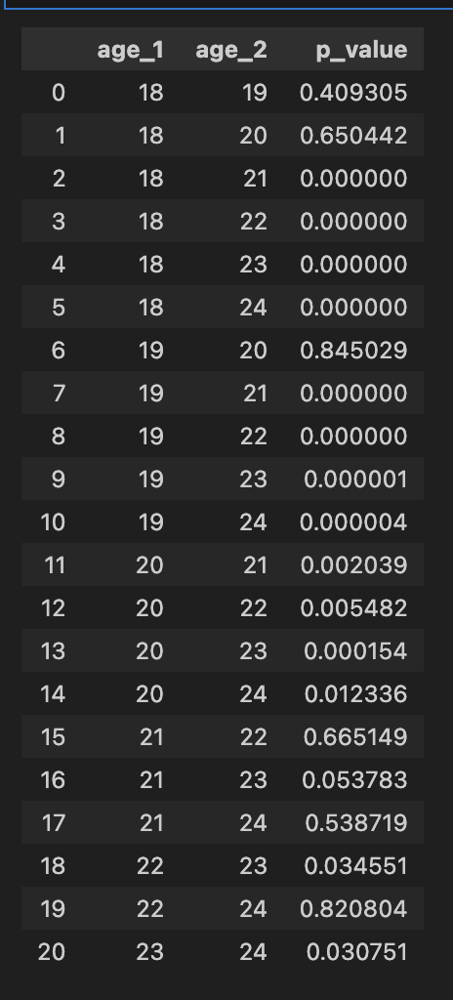 age_1 age_2 p_value
0 18 19 0.409305
1 18 20 0.650442
2 18 21 0.000000
3 18 22 0.000000
4 18 23 0.000000
5 18 24 0.000000
6 19 20 0.845029
7 19 21 0.000000
8 19 22 0.000000
9 19 23 0.000001
10 19 24 0.000004
11 20 21 0.002039
12 20 22 0.005482
13 20 23 0.000154
14 20 24 0.012336
15 21 22 0.665149
16 21 23 0.053783
17 21 24 0.538719
18 22 23 0.034551
19 22 24 0.820804
20 23 24 0.030751